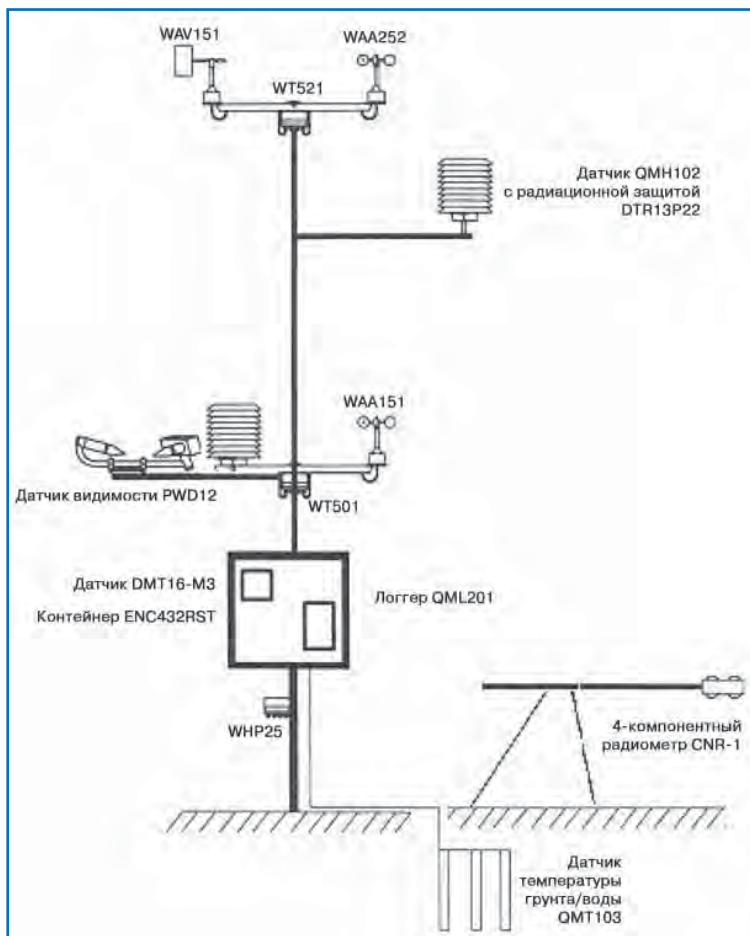 WAV151
WAA252
WT521
Датчик QMH102
с радиационной защитой
DTR13P22
WAA151
Датчик видимости PWD12
WT501
Датчик DMT16-M3
Контейнер ENC432RST
Логгер QML201
WHP25
4-компонентный
радиометр CNR-1
Датчик
температуры
грунта/воды
QMT103